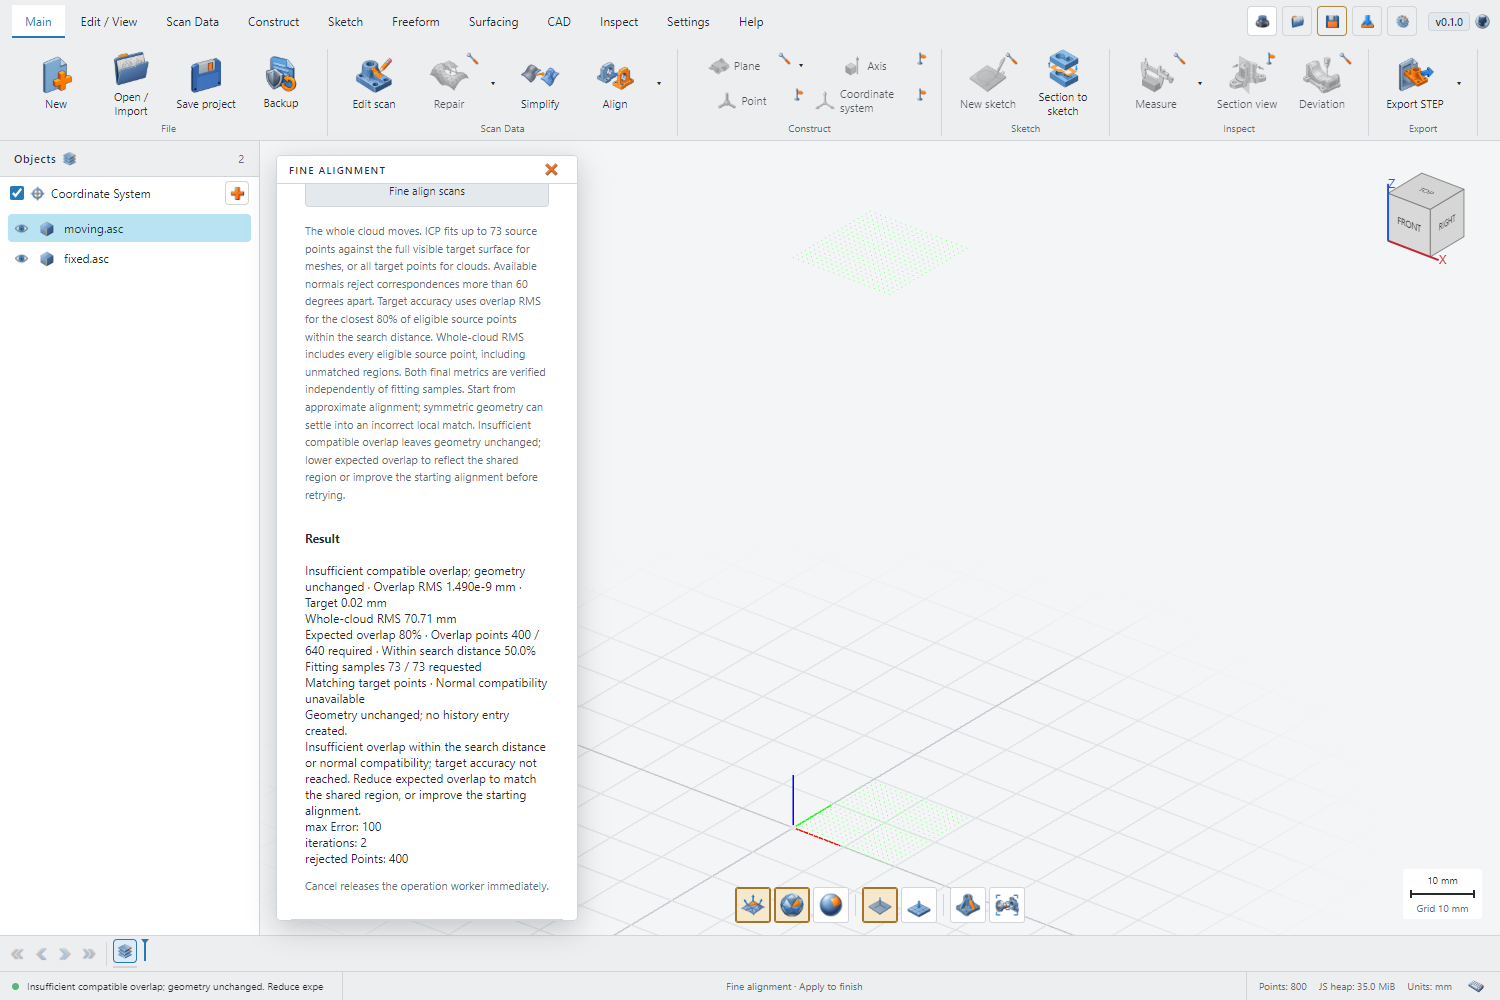 Main
Edit / View
Scan Data
Construct
Sketch
Freeform
Surfacing
CAD
Inspect
Settings
Help
v0.1.0
New
Open /
Import
Save project
Backup
File
Edit scan
Repair
Simplify
Align
Scan Data
Plane
Axis
Point
Coordinate
system
Construct
New sketch
Section to
sketch
Sketch
Measure
Section view
Deviation
Inspect
Export STEP
Export
Objects
2
Coordinate System
moving.asc
fixed.asc
FINE ALIGNMENT
Fine align scans
The whole cloud moves. ICP fits up to 73 source
points against the full visible target surface for
meshes, or all target points for clouds. Available
normals reject correspondences more than 60
degrees apart. Target accuracy uses overlap RMS
for the closest 80% of eligible source points
within the search distance. Whole-cloud RMS
includes every eligible source point, including
unmatched regions. Both final metrics are verified
independently of fitting samples. Start from
approximate alignment; symmetric geometry can
settle into an incorrect local match. Insufficient
compatible overlap leaves geometry unchanged;
lower expected overlap to reflect the shared
region or improve the starting alignment before
retrying.
Result
Insufficient compatible overlap; geometry
unchanged · Overlap RMS 1.490e-9 mm ·
Target 0.02 mm
Whole-cloud RMS 70.71 mm
Expected overlap 80% · Overlap points 400 /
640 required · Within search distance 50.0%
Fitting samples 73 / 73 requested
Matching target points · Normal compatibility
unavailable
Geometry unchanged; no history entry
created.
Insufficient overlap within the search distance
or normal compatibility; target accuracy not
reached. Reduce expected overlap to match
the shared region, or improve the starting
alignment.
max Error: 100
iterations: 2
rejected Points: 400
Cancel releases the operation worker immediately.
Z
TOP
FRONT
RIGHT
X
10 mm
Grid 10 mm
Insufficient compatible overlap; geometry unchanged. Reduce expe
Fine alignment · Apply to finish
Points: 800
JS heap: 35.0 MiB
Units: mm